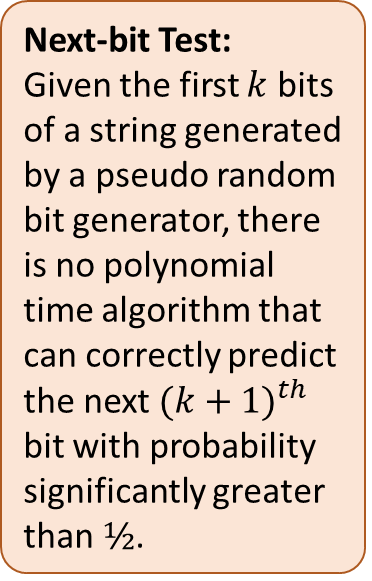 Next-bit Test:
Given the first k bits
of a string generated
by a pseudo random
bit generator, there
is no polynomial
time algorithm that
can correctly predict
the next (k + 1)^th
bit with probability
significantly greater
than ½.